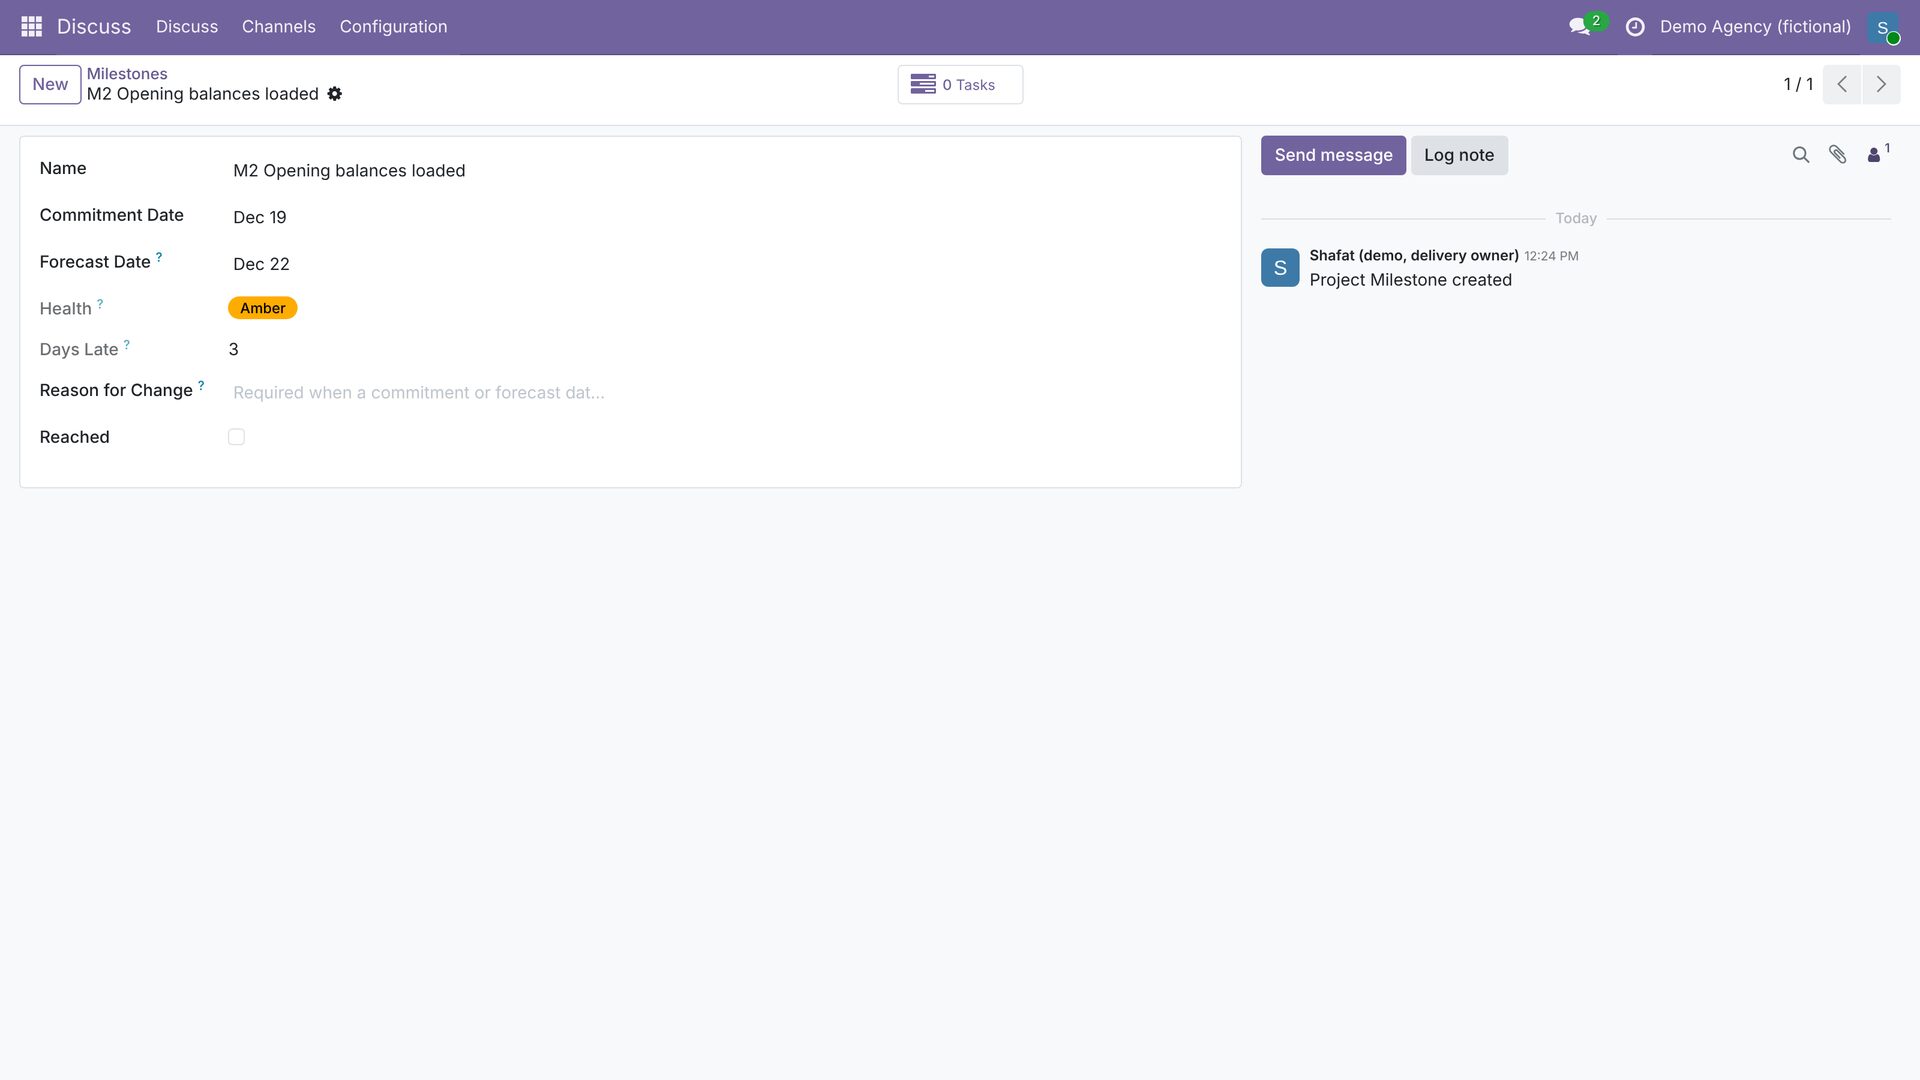 Discuss Discuss Channels Configuration 2 Demo Agency (fictional) S
New Milestones
M2 Opening balances loaded
0 Tasks
1 / 1
Name M2 Opening balances loaded
Commitment Date Dec 19
Forecast Date ? Dec 22
Health ? Amber
Days Late ? 3
Reason for Change ? Required when a commitment or forecast dat...
Reached
Send message Log note 1
Today
S Shafat (demo, delivery owner) 12:24 PM
Project Milestone created